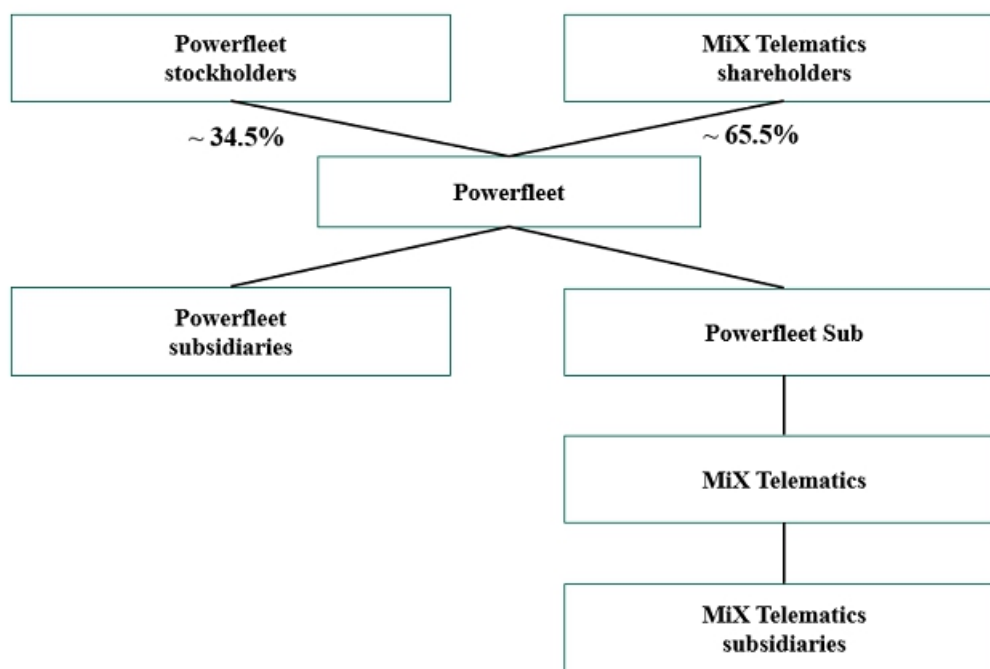 Powerfleet
stockholders
MiX Telematics
shareholders
~ 34.5%
~ 65.5%
Powerfleet
Powerfleet
subsidiaries
Powerfleet Sub
MiX Telematics
MiX Telematics
subsidiaries